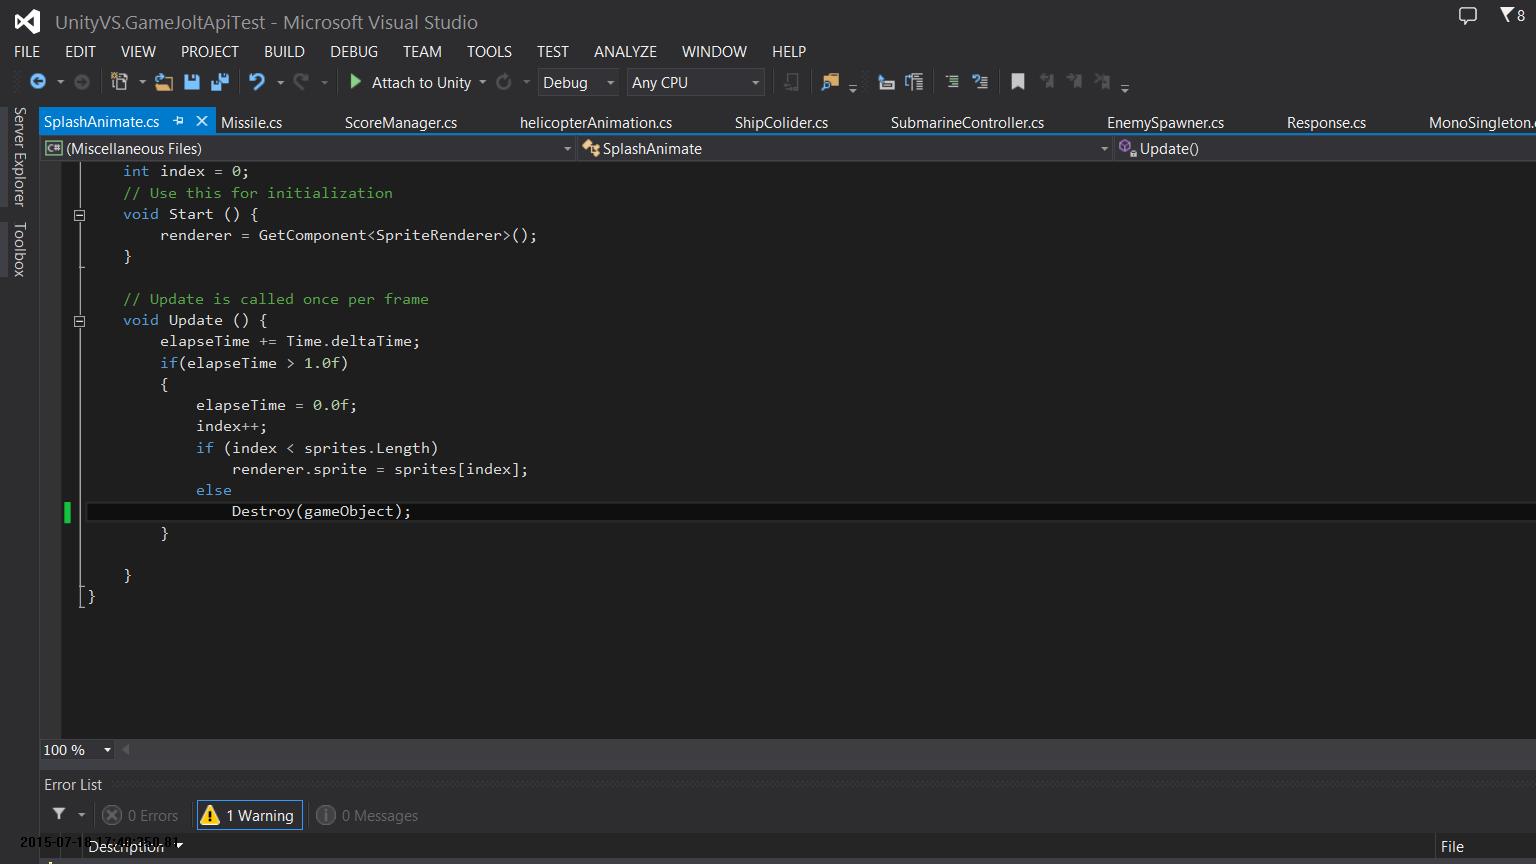 UnityVS.GameJoltApiTest - Microsoft Visual Studio
8
FILE EDIT VIEW PROJECT BUILD DEBUG TEAM TOOLS TEST ANALYZE WINDOW HELP
Attach to Unity Debug Any CPU
SplashAnimate.cs Missile.cs ScoreManager.cs helicopterAnimation.cs ShipColider.cs SubmarineController.cs EnemySpawner.cs Response.cs MonoSingleton.
Server Explorer
Toolbox
C# (Miscellaneous Files) SplashAnimate Update()
int index = 0;
// Use this for initialization
void Start () {
renderer = GetComponent<SpriteRenderer>();
}
// Update is called once per frame
void Update () {
elapseTime += Time.deltaTime;
if(elapseTime > 1.0f)
{
elapseTime = 0.0f;
index++;
if (index < sprites.Length)
renderer.sprite = sprites[index];
else
Destroy(gameObject);
}
}
}
100 %
Error List
0 Errors 1 Warning 0 Messages
Description File